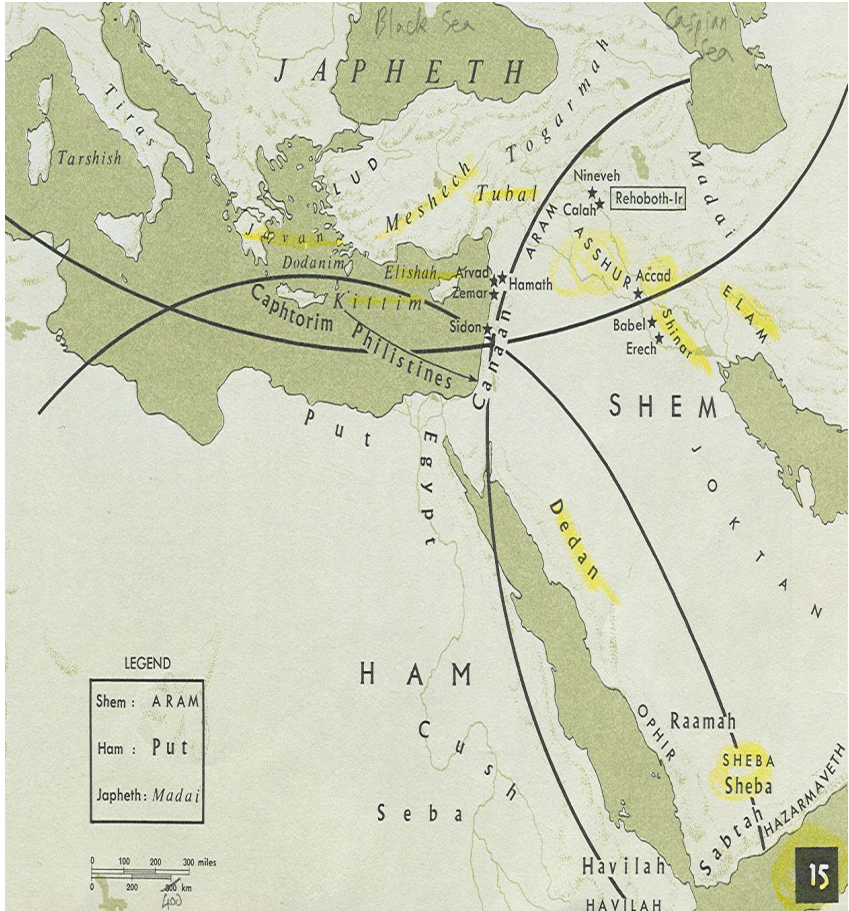 Black Sea
Caspian
Sea
JAPHETH
Togarmah
Tiras
Tarshish
LUD
Meshech
Tubal
Madai
Nineveh
Calah
Rehoboth-Ir
ARAM
ASSHUR
Accad
Javan
Dodanim
Elishah
Arvad
Hamath
Zemar
Kittim
Caphtorim
Philistines
Sidon
Canaan
Babel
Erech
Shinar
ELAM
SHEM
JOKTAN
Put
Egypt
Dedan
HAM
Cush
Seba
OPHIR
Raamah
SHEBA
Sheba
Sabtah
HAZARMAVETH
Havilah
HAVILAH
LEGEND
Shem : ARAM
Ham : Put
Japheth : Madai
0 100 200 300 miles
0 200 300 km
400
15